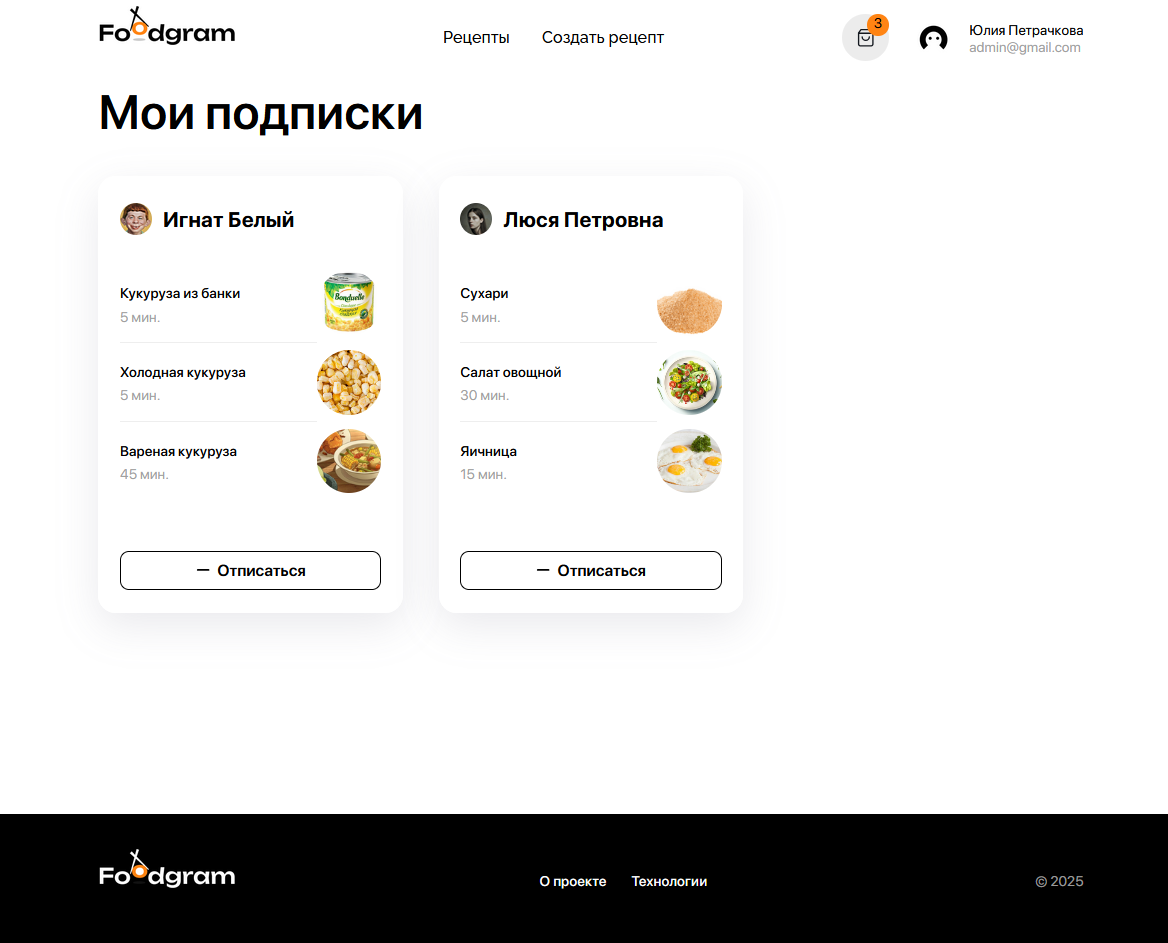 Foodgram
Рецепты
Создать рецепт
3
Юлия Петрачкова
admin@gmail.com
Мои подписки
Игнат Белый
Кукуруза из банки
5 мин.
Bonduelle
Холодная кукуруза
5 мин.
Вареная кукуруза
45 мин.
— Отписаться
Люся Петровна
Сухари
5 мин.
Салат овощной
30 мин.
Яичница
15 мин.
— Отписаться
Foodgram
О проекте
Технологии
© 2025